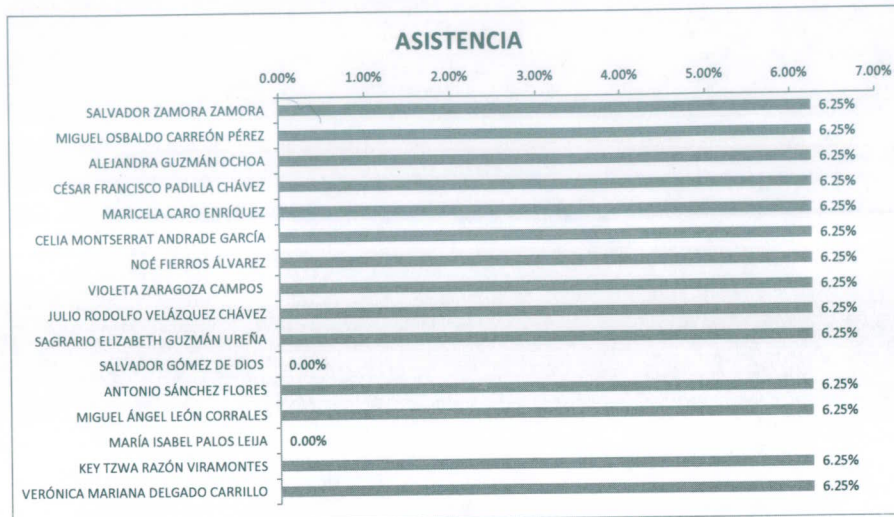 ASISTENCIA
0.00% 1.00% 2.00% 3.00% 4.00% 5.00% 6.00% 7.00%
SALVADOR ZAMORA ZAMORA 6.25%
MIGUEL OSBALDO CARREÓN PÉREZ 6.25%
ALEJANDRA GUZMÁN OCHOA 6.25%
CÉSAR FRANCISCO PADILLA CHÁVEZ 6.25%
MARICELA CARO ENRÍQUEZ 6.25%
CELIA MONTSERRAT ANDRADE GARCÍA 6.25%
NOÉ FIERROS ÁLVAREZ 6.25%
VIOLETA ZARAGOZA CAMPOS 6.25%
JULIO RODOLFO VELÁZQUEZ CHÁVEZ 6.25%
SAGRARIO ELIZABETH GUZMÁN UREÑA 6.25%
SALVADOR GÓMEZ DE DIOS 0.00%
ANTONIO SÁNCHEZ FLORES 6.25%
MIGUEL ÁNGEL LEÓN CORRALES 6.25%
MARÍA ISABEL PALOS LEIJA 0.00%
KEY TZWA RAZÓN VIRAMONTES 6.25%
VERÓNICA MARIANA DELGADO CARRILLO 6.25%